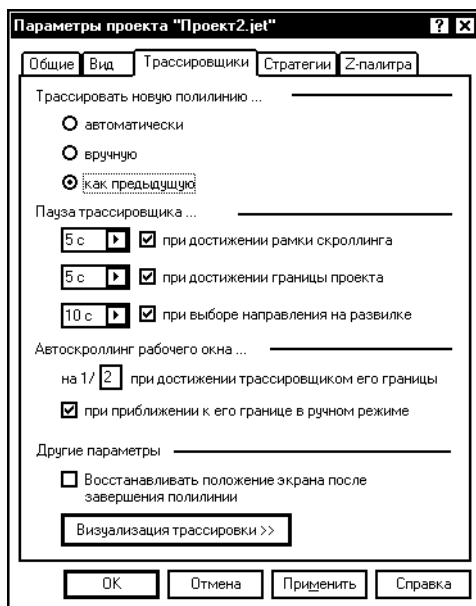 Параметры проекта "Проект2.jet"
Общие Вид Трассировщики Стратегии Z-палитра
Трассировать новую полилинию ...
автоматически
вручную
как предыдущую
Пауза трассировщика ...
5 с при достижении рамки скроллинга
5 с при достижении границы проекта
10 с при выборе направления на развилке
Автоскроллинг рабочего окна ...
на 1/ 2 при достижении трассировщиком его границы
при приближении к его границе в ручном режиме
Другие параметры
Восстанавливать положение экрана после
завершения полилинии
Визуализация трассировки >>
OK Отмена Применить Справка